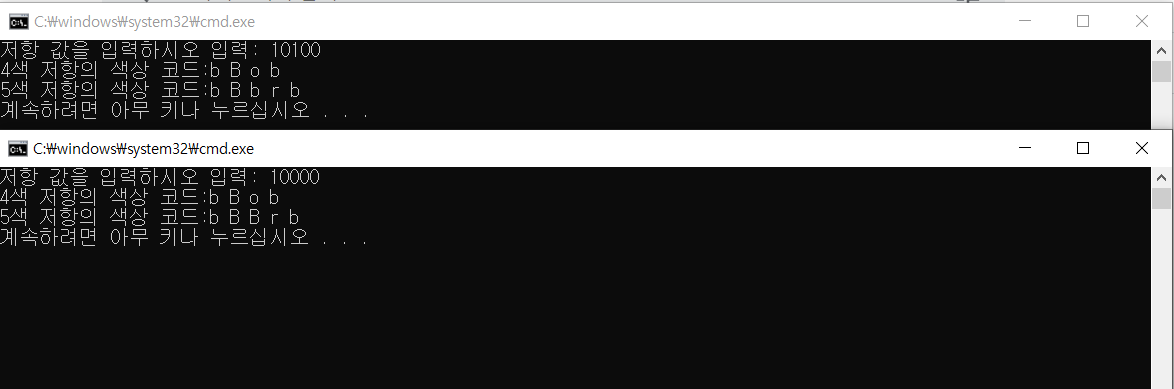 C:₩windows₩system32₩cmd.exe
저항 값을 입력하시오 입력: 10100
4색 저항의 색상 코드:b B o b
5색 저항의 색상 코드:b B b r b
계속하려면 아무 키나 누르십시오 . . .
C:₩windows₩system32₩cmd.exe
저항 값을 입력하시오 입력: 10000
4색 저항의 색상 코드:b B o b
5색 저항의 색상 코드:b B B r b
계속하려면 아무 키나 누르십시오 . . .